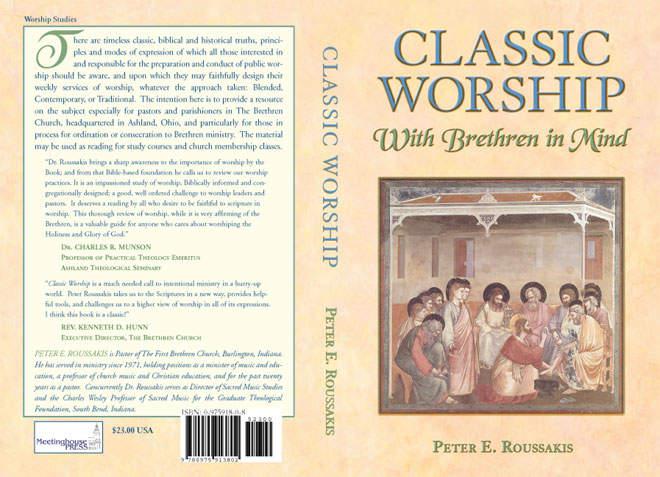 Worship Studies
There are timeless classic, biblical and historical truths, princi-
ples and modes of expression of which all those interested in
and responsible for the preparation and conduct of public wor-
ship should be aware, and upon which they may faithfully design their
weekly services of worship, whatever the approach taken: Blended,
Contemporary, or Traditional. The intention here is to provide a resource
on the subject especially for pastors and parishioners in The Brethren
Church, headquartered in Ashland, Ohio, and particularly for those in
process for ordination or consecration to Brethren ministry. The material
may be used as reading for study courses and church membership classes.
"Dr. Roussakis brings a sharp awareness to the importance of worship by the
Book; and from that Bible-based foundation he calls us to review our worship
practices. It is an impassioned study of worship, Biblically informed and con-
gregationally designed; a good, well ordered challenge to worship leaders and
pastors. It deserves a reading by all who desire to be faithful to scripture in
worship. This thorough review of worship, while it is very affirming of the
Brethren, is a valuable guide for anyone who cares about worshiping the
Holiness and Glory of God."
Dr. Charles R. Munson
Professor of Practical Theology Emeritus
Ashland Theological Seminary
"Classic Worship is a much needed call to intentional ministry in a hurry-up
world. Peter Roussakis takes us to the Scriptures in a new way, provides help-
ful tools, and challenges us to a higher view of worship in all of its expressions.
I think this book is a classic!"
Rev. Kenneth D. Hunn
Executive Director, The Brethren Church
PETER E. ROUSSAKIS is Pastor of The First Brethren Church, Burlington, Indiana.
He has served in ministry since 1971, holding positions as a minister of music and edu-
cation, a professor of church music and Christian education, and for the past twenty
years as a pastor. Concurrently Dr. Roussakis serves as Director of Sacred Music Studies
and the Charles Wesley Professor of Sacred Music for the Graduate Theological
Foundation, South Bend, Indiana.
Meetinghouse
PRESS
$23.00 USA
ISBN: 0-975918-0-8
52300
9 780975 913802
CLASSIC WORSHIP
Peter E. Roussakis
CLASSIC
WORSHIP
With Brethren in Mind
Peter E. Roussakis